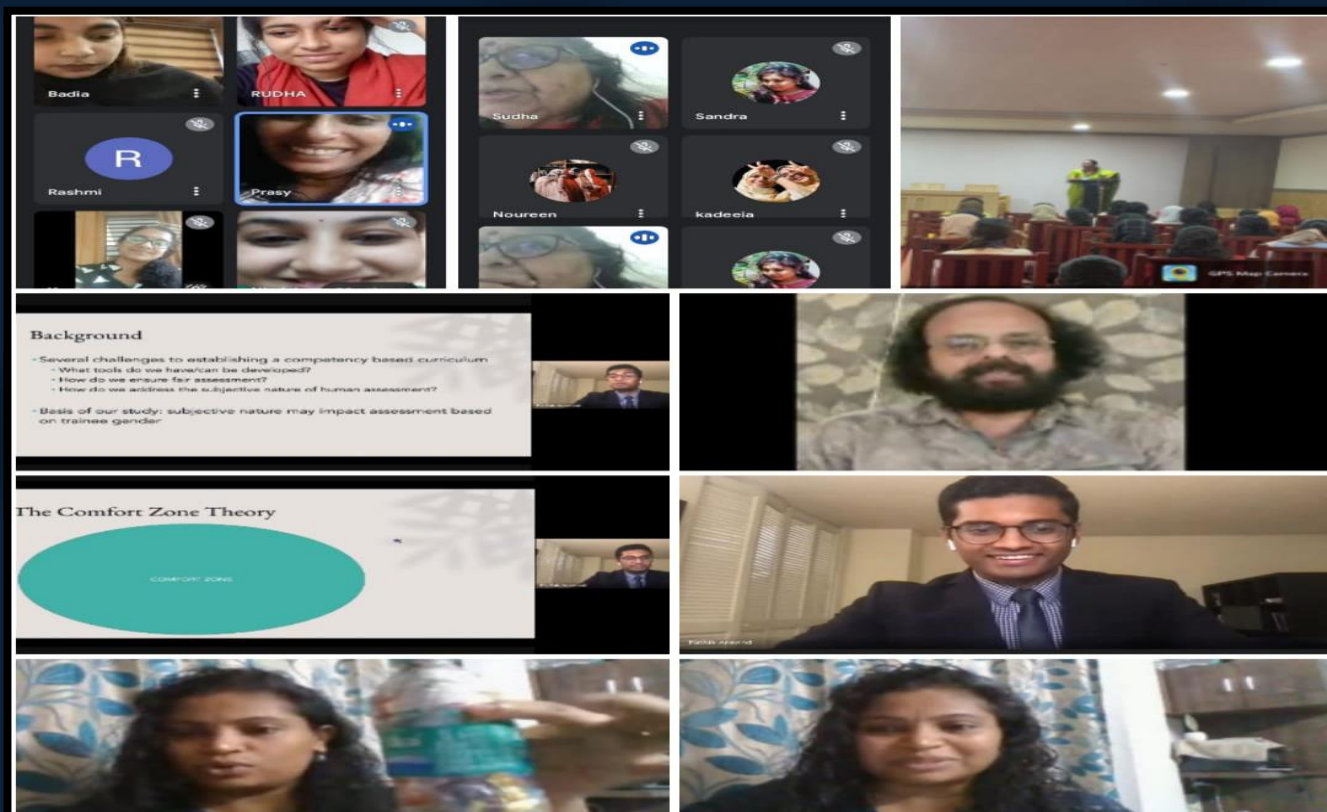 Badia
RUDHA
R
Rashmi
Prasy
Sudha
Sandra
Noureen
kadeeja
GPS Map Camera
Background
Several challenges to establishing a competency based curriculum
What tools do we have/can be developed?
How do we ensure fair assessment?
How do we address the subjective nature of human assessment?
Basis of our study: subjective nature may impact assessment based
on trainee gender
The Comfort Zone Theory
COMFORT ZONE